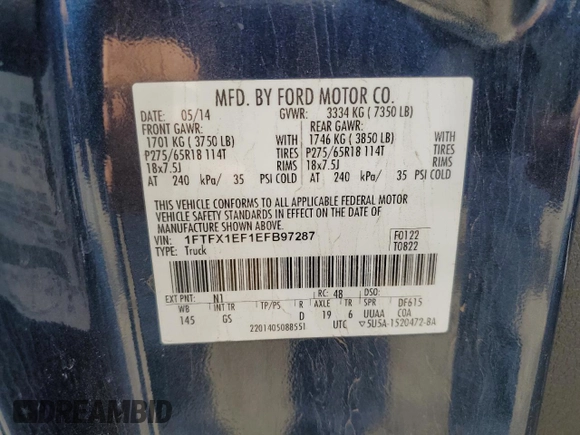 MFD. BY FORD MOTOR CO.
DATE: 05/14 GVWR: 3334 KG ( 7350 LB)
FRONT GAWR: REAR GAWR:
1701 KG ( 3750 LB) WITH 1746 KG ( 3850 LB) WITH
P275/65R18 114T TIRES P275/65R18 114T TIRES
18x7.5J RIMS 18x7.5J RIMS
AT 240 kPa/ 35 PSI COLD AT 240 kPa/ 35 PSI COLD
THIS VEHICLE CONFORMS TO ALL APPLICABLE FEDERAL MOTOR
VEHICLE SAFETY STANDARDS IN EFFECT ON THE DATE OF
MANUFACTURE SHOWN ABOVE.
VIN: 1FTFX1EF1EFB97287 F0122
TYPE: Truck T0822
EXT PNT: N1 RC: 48 DSO:
WB INT TR TP/PS R AXLE TR SPR DF615
145 GS D 19 6 UUAA COA
2201405088551 UTC ▽5U5A-1520472-8A
DREAMBID